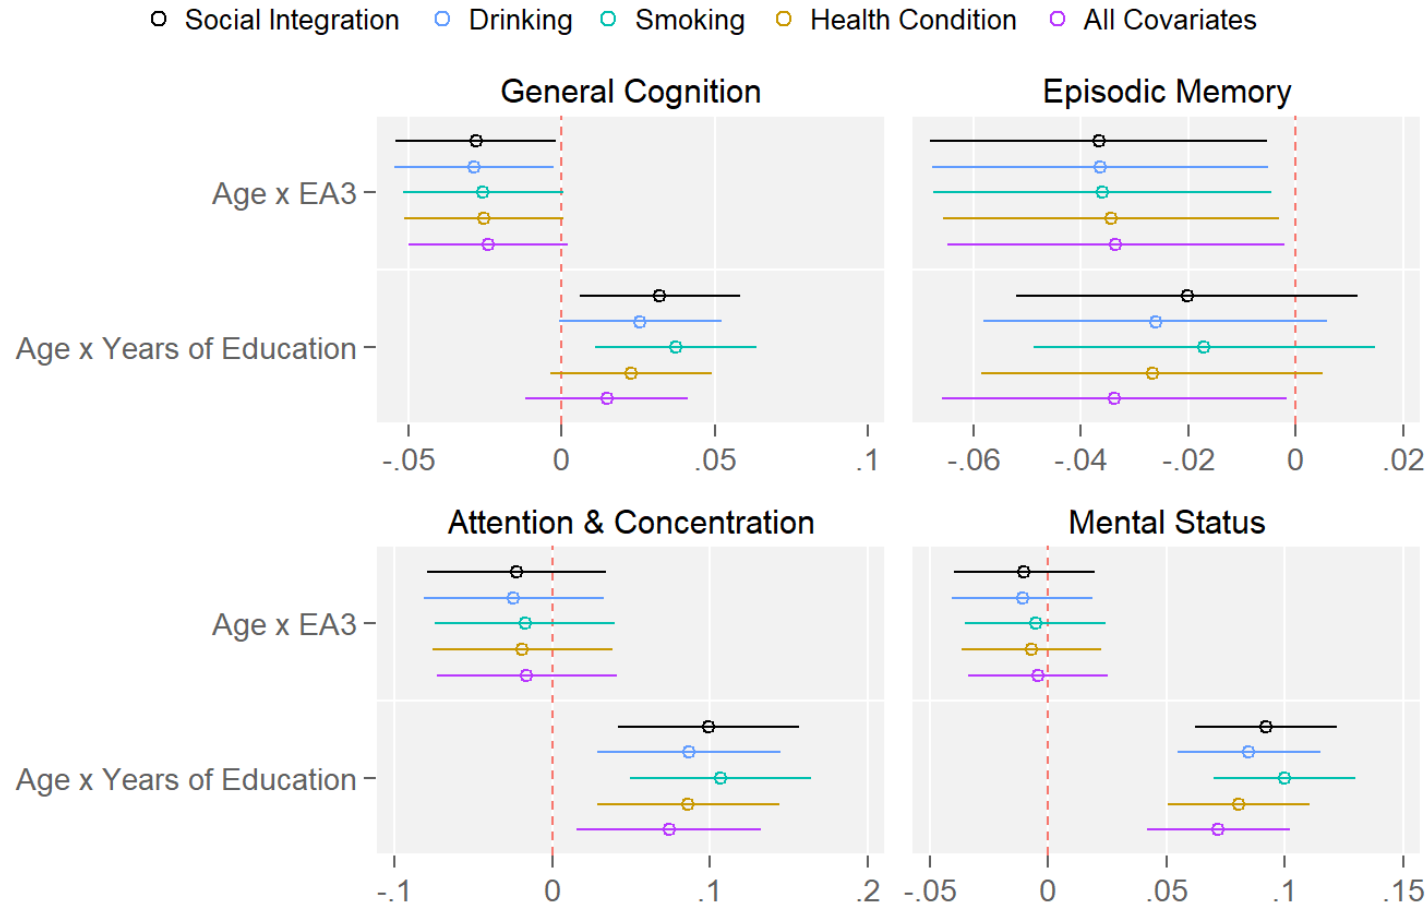 Social Integration Drinking Smoking Health Condition All Covariates
General Cognition
Episodic Memory
Age x EA3
Age x Years of Education
-.05 0 .05 .1
-.06 -.04 -.02 0 .02
Attention & Concentration
Mental Status
Age x EA3
Age x Years of Education
-.1 0 .1 .2
-.05 0 .05 .1 .15